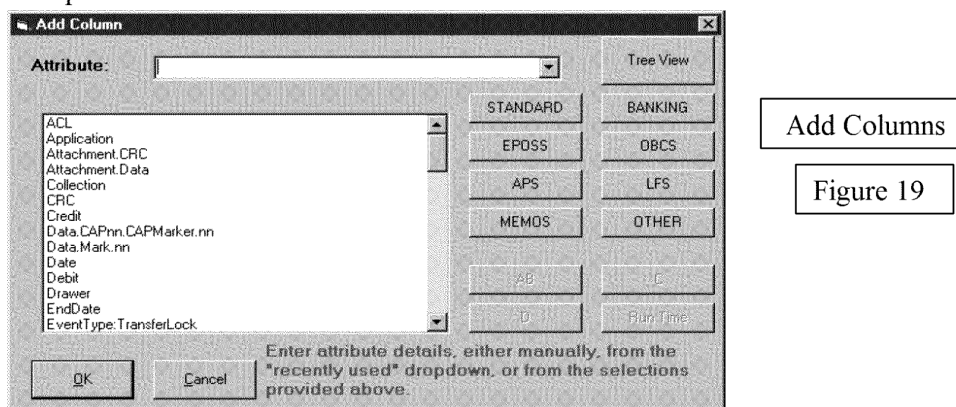 Add Column
Attribute:
Tree View
STANDARD
BANKING
EPOSS
OBCS
APS
LFS
MEMOS
OTHER
AB
C
D
Run Time
ACL
Application
Attachment.CRC
Attachment.Data
Collection
CRC
Credit
Data.CAPnn.CAPMarker.nn
Data.Mark.nn
Date
Debit
Drawer
EndDate
EventType:TransferLock
OK
Cancel
Enter attribute details, either manually, from the
"recently used" dropdown, or from the selections
provided above.
Add Columns
Figure 19